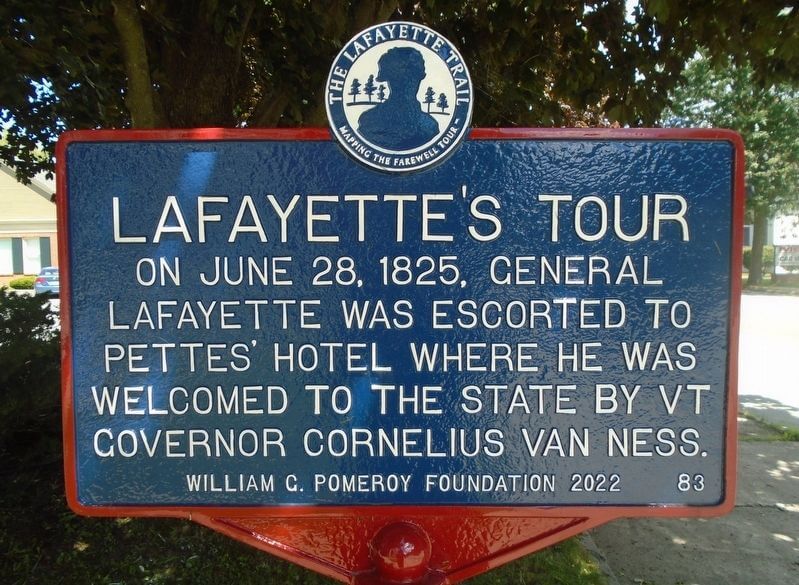 THE LAFAYETTE TRAIL
MAPPING THE FAREWELL TOUR
LAFAYETTE'S TOUR
ON JUNE 28, 1825, GENERAL
LAFAYETTE WAS ESCORTED TO
PETTES' HOTEL WHERE HE WAS
WELCOMED TO THE STATE BY VT
GOVERNOR CORNELIUS VAN NESS.
WILLIAM G. POMEROY FOUNDATION 2022 83